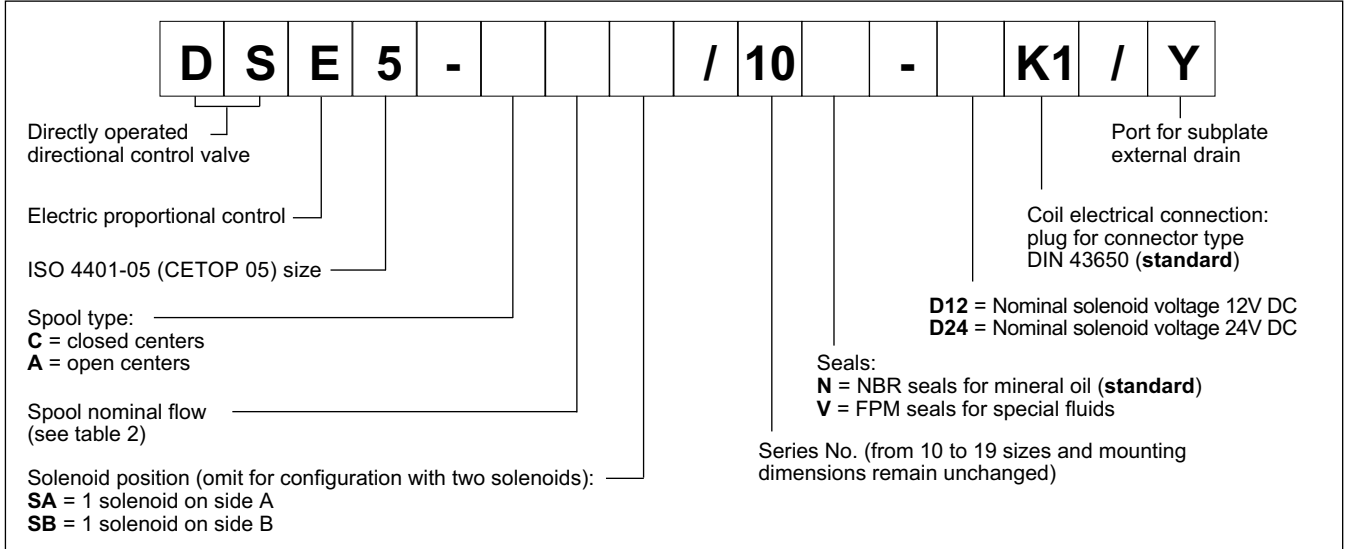 D S E 5 - / 10 - K1 / Y
Directly operated
directional control valve
Electric proportional control
ISO 4401-05 (CETOP 05) size
Spool type:
C = closed centers
A = open centers
Spool nominal flow
(see table 2)
Solenoid position (omit for configuration with two solenoids):
SA = 1 solenoid on side A
SB = 1 solenoid on side B
Port for subplate
external drain
Coil electrical connection:
plug for connector type
DIN 43650 (standard)
D12 = Nominal solenoid voltage 12V DC
D24 = Nominal solenoid voltage 24V DC
Seals:
N = NBR seals for mineral oil (standard)
V = FPM seals for special fluids
Series No. (from 10 to 19 sizes and mounting
dimensions remain unchanged)